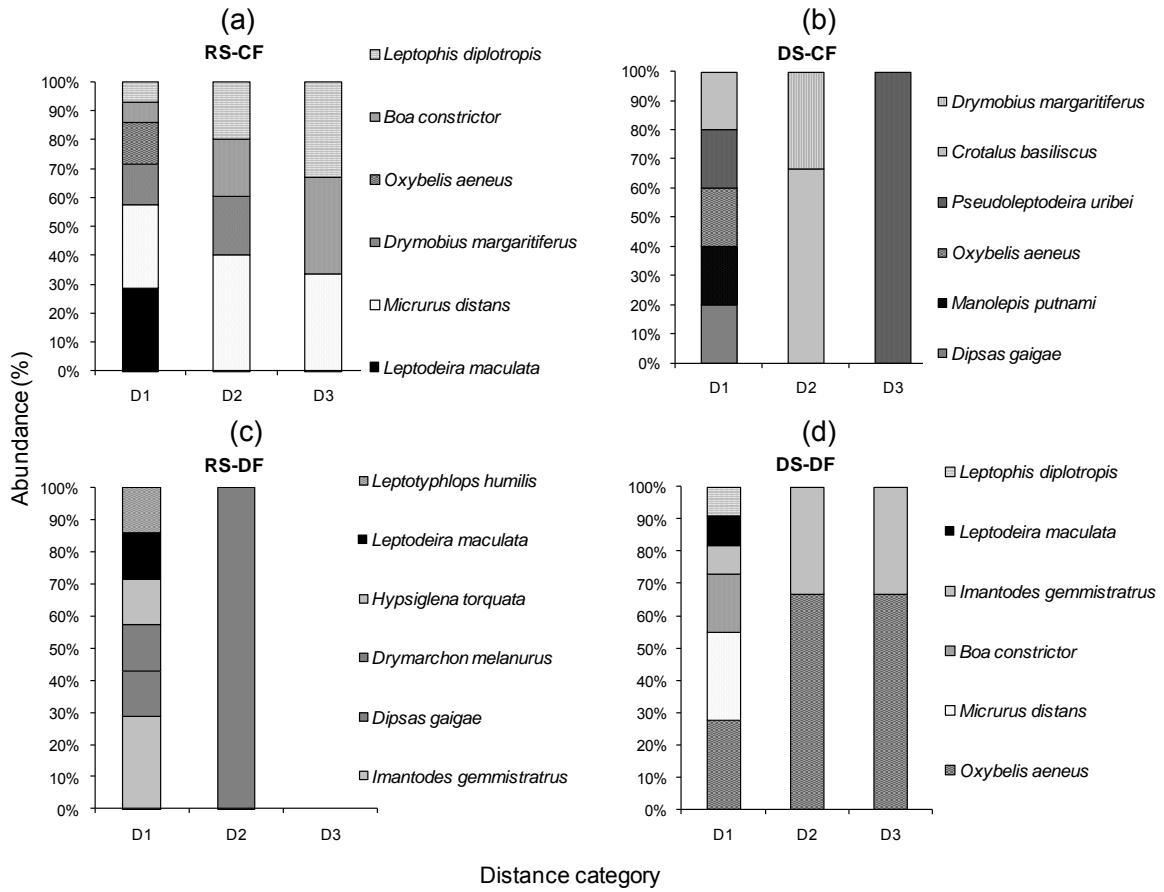 (a)
RS-CF
100%
90%
80%
70%
60%
50%
40%
30%
20%
10%
0%
D1 D2 D3
Leptophis diplotropis
Boa constrictor
Oxybelis aeneus
Drymobius margaritiferus
Micrurus distans
Leptodeira maculata
(b)
DS-CF
100%
90%
80%
70%
60%
50%
40%
30%
20%
10%
0%
D1 D2 D3
Drymobius margaritiferus
Crotalus basiliscus
Pseudoleptodeira uribei
Oxybelis aeneus
Manolepis putnami
Dipsas gaigae
Abundance (%)
(c)
RS-DF
100%
90%
80%
70%
60%
50%
40%
30%
20%
10%
0%
D1 D2 D3
Leptotyphlops humilis
Leptodeira maculata
Hypsiglena torquata
Drymarchon melanurus
Dipsas gaigae
Imantodes gemmistratrus
(d)
DS-DF
100%
90%
80%
70%
60%
50%
40%
30%
20%
10%
0%
D1 D2 D3
Leptophis diplotropis
Leptodeira maculata
Imantodes gemmistratrus
Boa constrictor
Micrurus distans
Oxybelis aeneus
Distance category